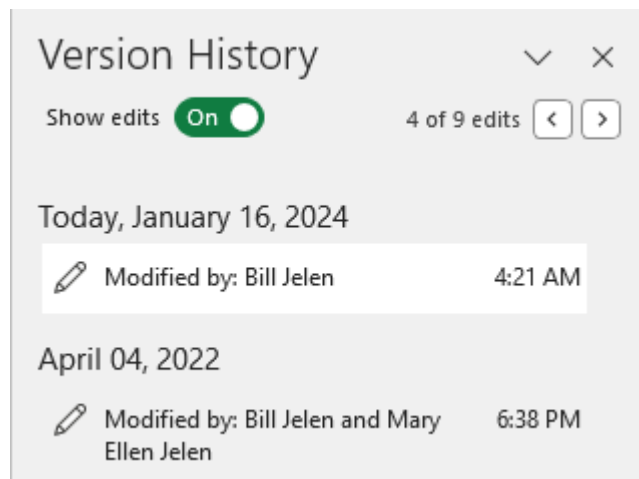 Version History
Show edits On 4 of 9 edits
Today, January 16, 2024
Modified by: Bill Jelen 4:21 AM
April 04, 2022
Modified by: Bill Jelen and Mary 6:38 PM
Ellen Jelen